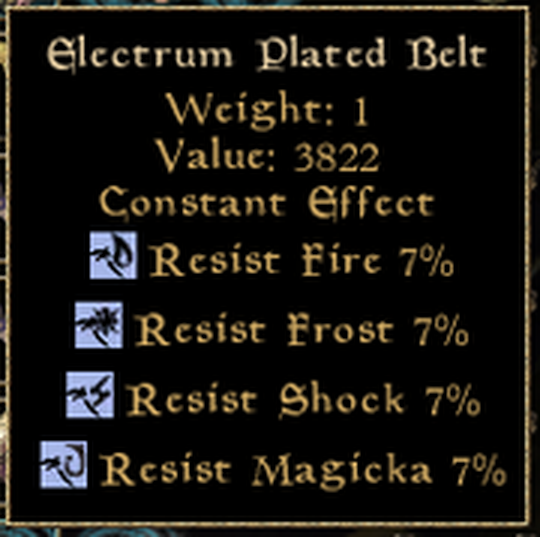 Electrum Plated Belt
Weight: 1
Value: 3822
Constant Effect
Resist Fire 7%
Resist Frost 7%
Resist Shock 7%
Resist Magicka 7%